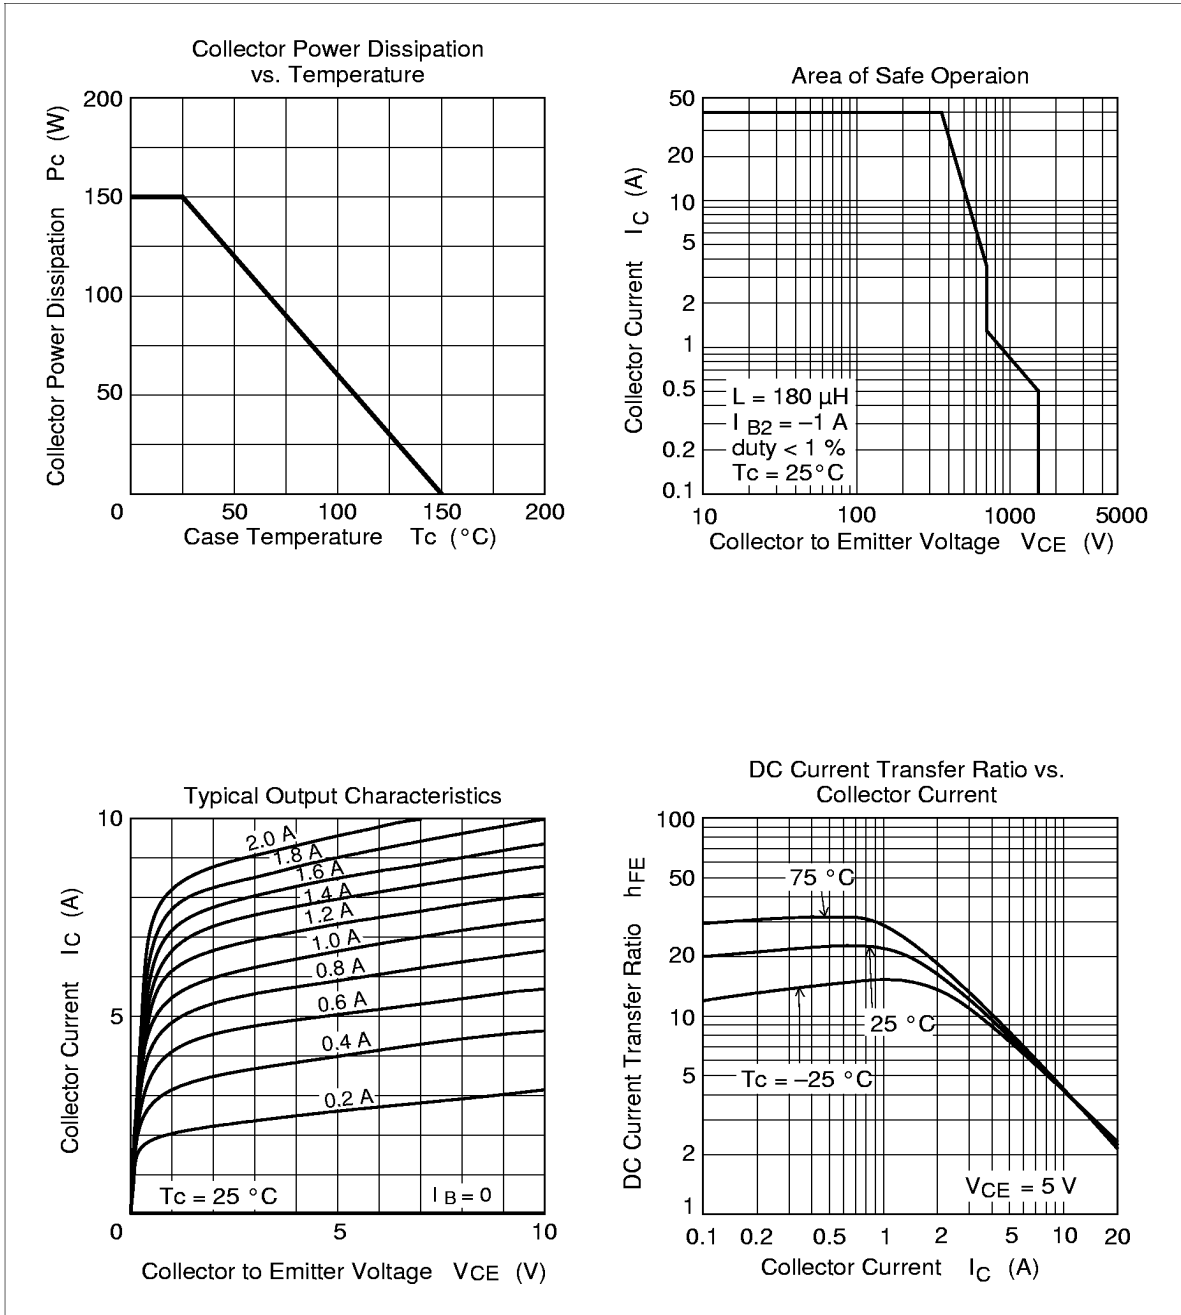 Collector Power Dissipation
vs. Temperature
200
150
100
50
0
50
100
150
200
Collector Power Dissipation Pc (W)
Case Temperature Tc (°C)
Area of Safe Operaion
50
20
10
5
2
1
0.5
0.2
0.1
10
100
1000
5000
Collector Current IC (A)
L = 180 µH
I B2 = –1 A
duty < 1 %
Tc = 25°C
Collector to Emitter Voltage VCE (V)
Typical Output Characteristics
10
5
0
5
10
Collector Current IC (A)
2.0 A
1.8 A
1.6 A
1.4 A
1.2 A
1.0 A
0.8 A
0.6 A
0.4 A
0.2 A
Tc = 25 °C
I B = 0
Collector to Emitter Voltage VCE (V)
DC Current Transfer Ratio vs.
Collector Current
100
50
20
10
5
2
1
0.1
0.2
0.5
1
2
5
10
20
DC Current Transfer Ratio hFE
75 °C
25 °C
Tc = –25 °C
VCE = 5 V
Collector Current IC (A)